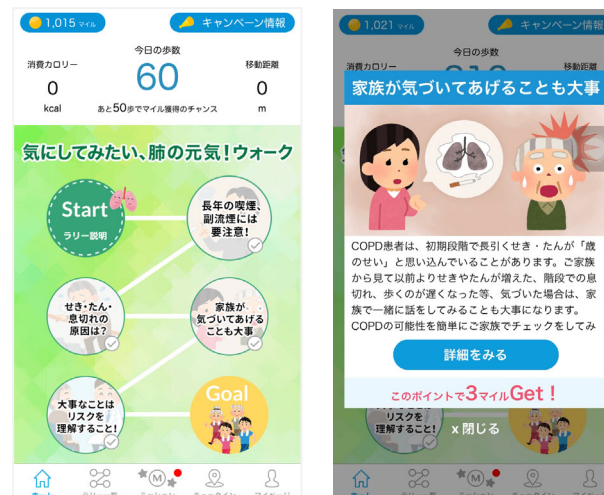 1,015 マイル
キャンペーン情報
今日の歩数
消費カロリー
移動距離
60
0
0
kcal
あと50歩でマイル獲得のチャンス
m
気にしてみたい、肺の元気!ウォーク
Start
ラリー説明
長年の喫煙、
副流煙には
要注意!
せき・たん・
息切れの
原因は?
家族が
気づいてあげる
ことも大事
大事なことは
リスクを
理解すること!
Goal
ホーム
1,021 マイル
キャンペーン情報
今日の歩数
消費カロリー
移動距離
家族が気づいてあげることも大事
COPD患者は、初期段階で長引くせき・たんが「歳
のせい」と思い込んでいることがあります。ご家族
から見て以前よりせきやたんが増えた、階段での息
切れ、歩くのが遅くなった等、気づいた場合は、家
族で一緒に話をしてみることも大事になります。
COPDの可能性を簡単にご家族でチェックをしてみ
詳細をみる
このポイントで3マイルGet!
リスクを
理解すること!
x 閉じる